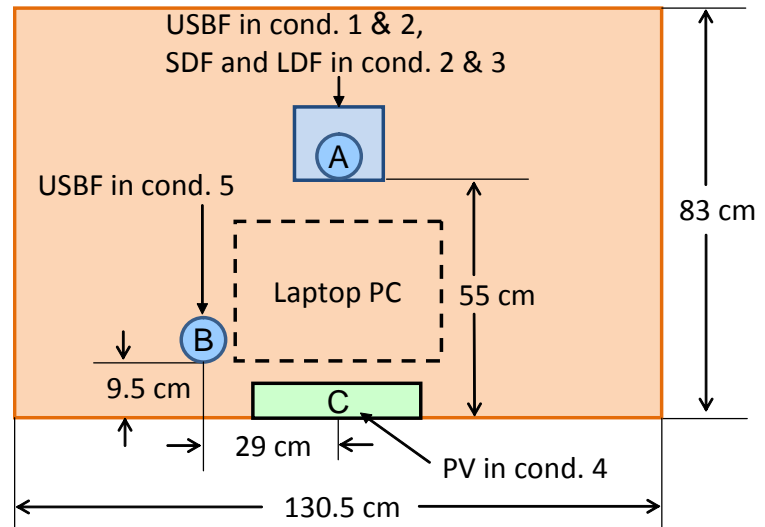 USBF in cond. 1 & 2,
SDF and LDF in cond. 2 & 3
A
USBF in cond. 5
83 cm
Laptop PC
55 cm
B
9.5 cm
C
29 cm
PV in cond. 4
130.5 cm